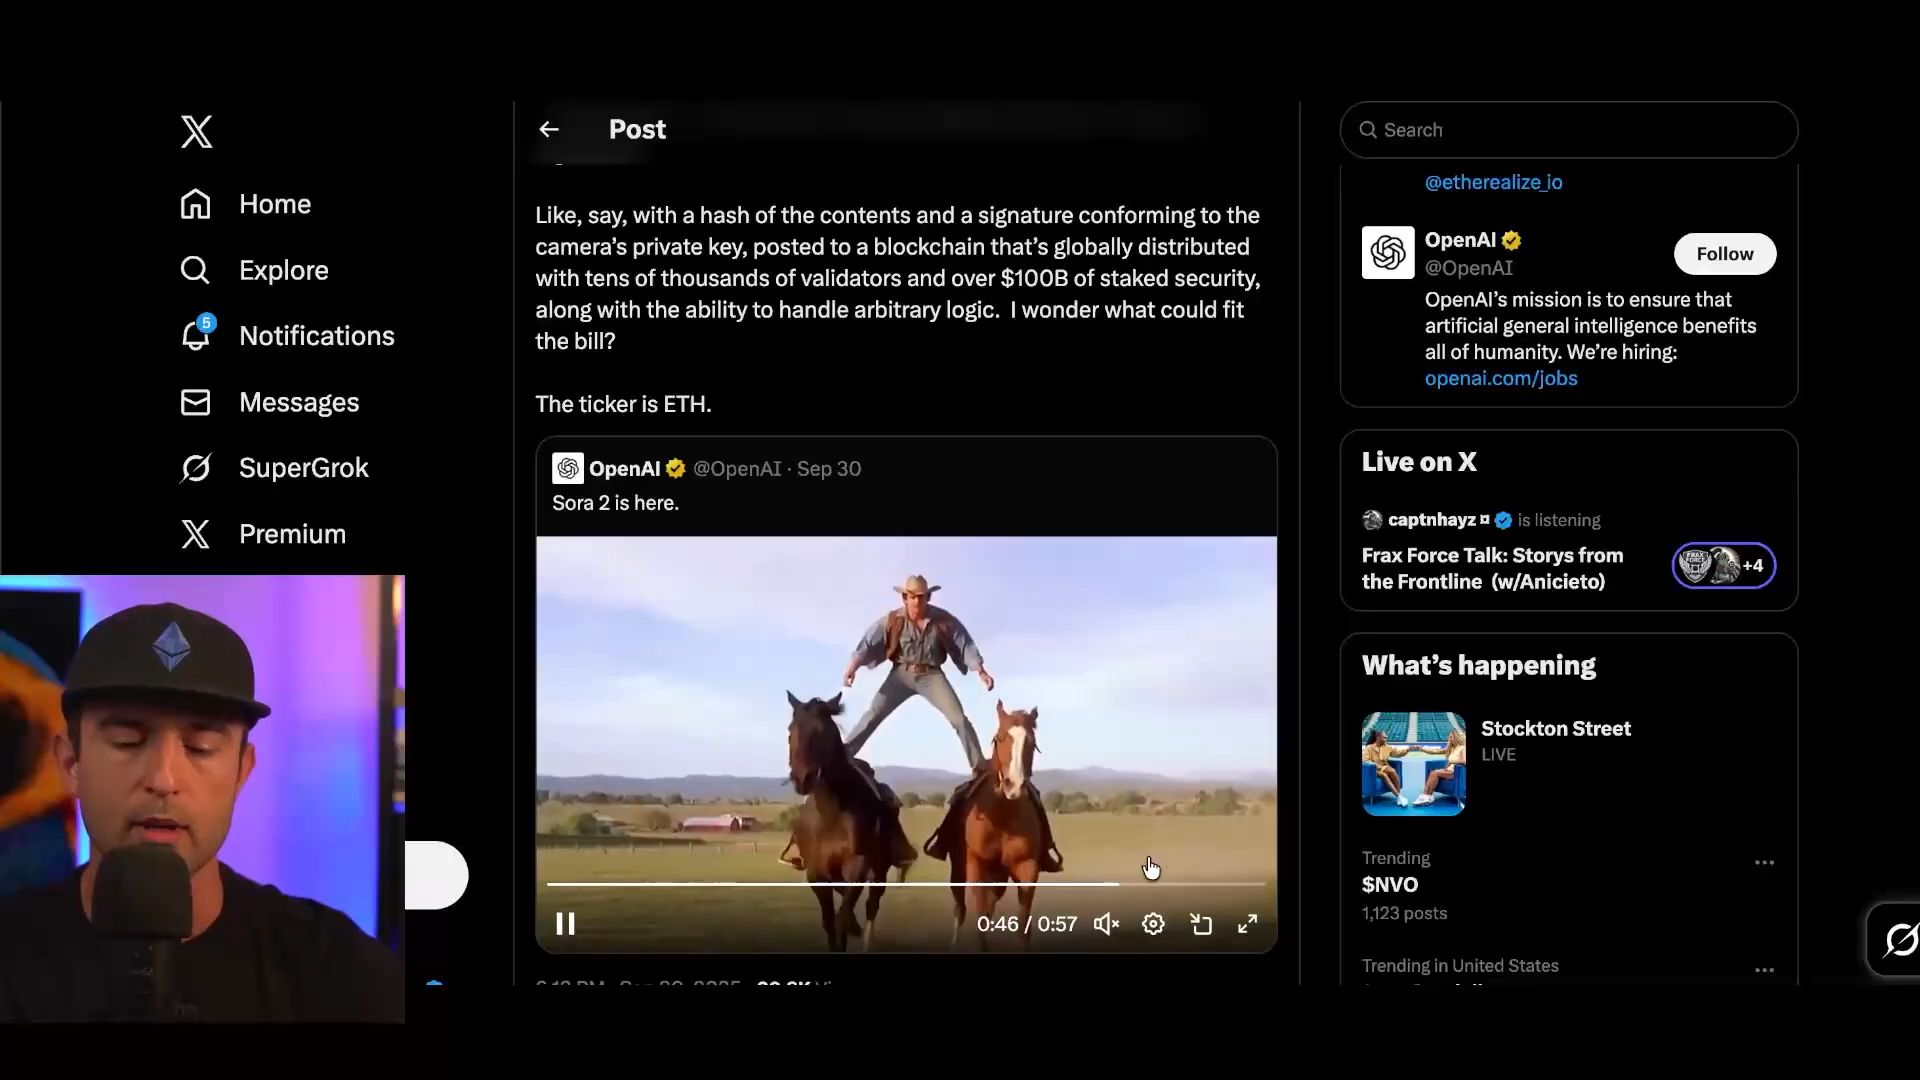 Home
Explore
5
Notifications
Messages
SuperGrok
Premium
Post
Like, say, with a hash of the contents and a signature conforming to the
camera’s private key, posted to a blockchain that’s globally distributed
with tens of thousands of validators and over $100B of staked security,
along with the ability to handle arbitrary logic.  I wonder what could fit
the bill?
The ticker is ETH.
OpenAI @OpenAI · Sep 30
Sora 2 is here.
0:46 / 0:57
Search
@etherealize_io
OpenAI
@OpenAI
Follow
OpenAI’s mission is to ensure that
artificial general intelligence benefits
all of humanity. We’re hiring:
openai.com/jobs
Live on X
captnhayz is listening
Frax Force Talk: Storys from
the Frontline (w/Anicieto)
+4
What’s happening
Stockton Street
LIVE
Trending
$NVO
1,123 posts
Trending in United States